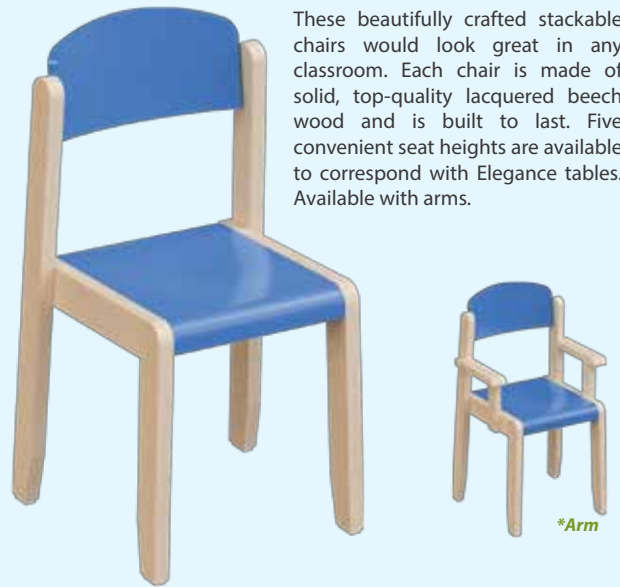 These beautifully crafted stackable
chairs would look great in any
classroom. Each chair is made of
solid, top-quality lacquered beech
wood and is built to last. Five
convenient seat heights are available
to correspond with Elegance tables.
Available with arms.
*Arm